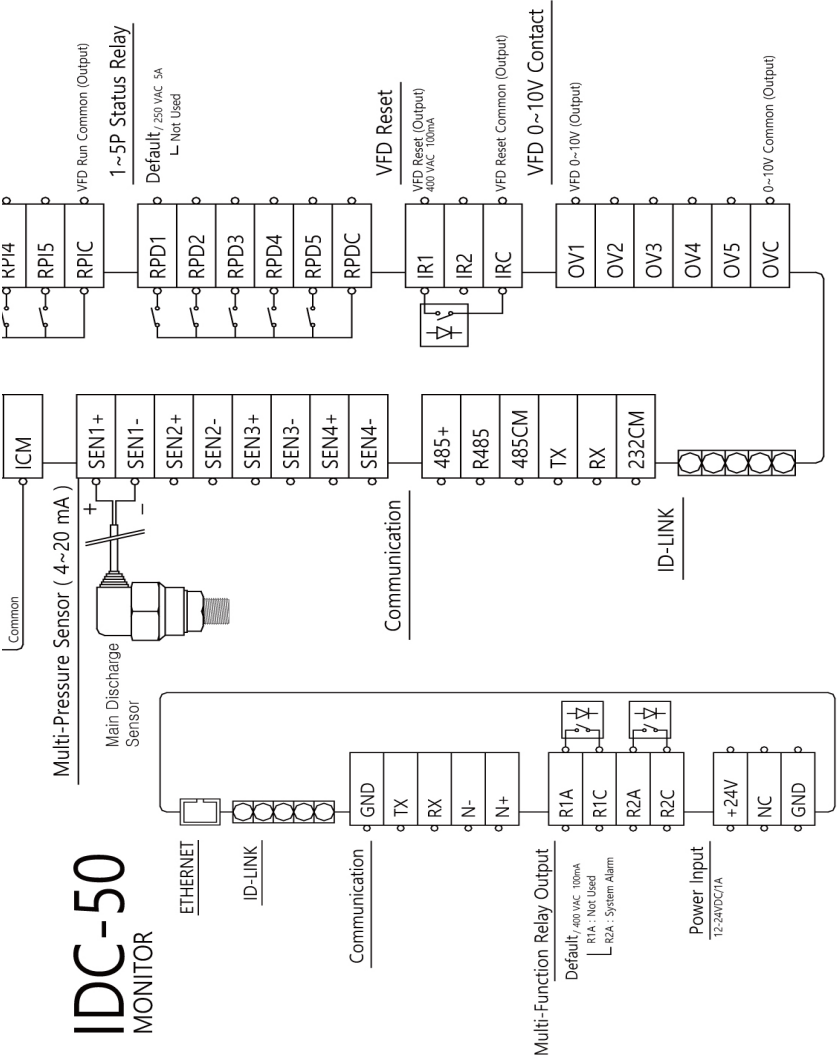 IDC-50
MONITOR
ETHERNET
ID-LINK
Communication
GND
TX
RX
N-
N+
Multi-Function Relay Output
Default / 400 VAC 100mA
R1A : Not Used
R2A : System Alarm
R1A
R1C
R2A
R2C
Power Input
12-24VDC/1A
+24V
NC
GND
Common
ICM
Multi-Pressure Sensor ( 4~20 mA )
Main Discharge
Sensor
+
-
SEN1+
SEN1-
SEN2+
SEN2-
SEN3+
SEN3-
SEN4+
SEN4-
Communication
485+
R485
485CM
TX
RX
232CM
ID-LINK
RPI4
RPI5
RPIC
VFD Run Common (Output)
1~5P Status Relay
Default / 250 VAC 5A
Not Used
RPD1
RPD2
RPD3
RPD4
RPD5
RPDC
VFD Reset
IR1
VFD Reset (Output)
400 VAC 100mA
IR2
IRC
VFD Reset Common (Output)
VFD 0~10V Contact
OV1
VFD 0~10V (Output)
OV2
OV3
OV4
OV5
OVC
0~10V Common (Output)